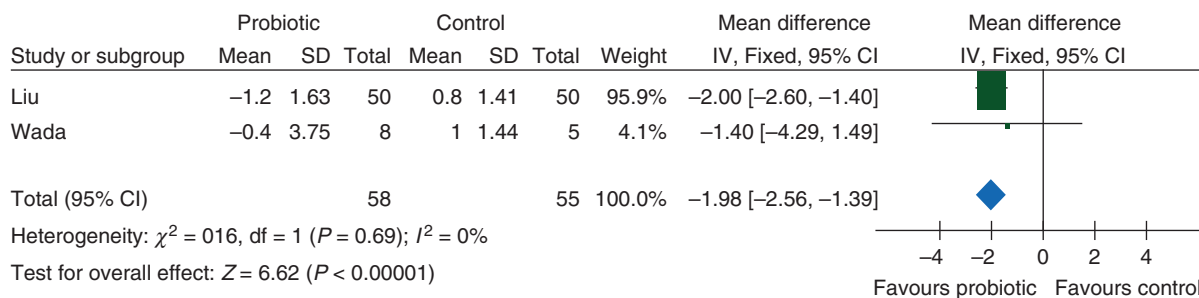 Probiotic Control Mean difference Mean difference
Study or subgroup Mean SD Total Mean SD Total Weight IV, Fixed, 95% CI IV, Fixed, 95% CI
Liu −1.2 1.63 50 0.8 1.41 50 95.9% −2.00 [−2.60, −1.40]
Wada −0.4 3.75 8 1 1.44 5 4.1% −1.40 [−4.29, 1.49]
Total (95% CI) 58 55 100.0% −1.98 [−2.56, −1.39]
Heterogeneity: χ² = 016, df = 1 (P = 0.69); I² = 0%
Test for overall effect: Z = 6.62 (P < 0.00001)
−4 −2 0 2 4
Favours probiotic Favours control